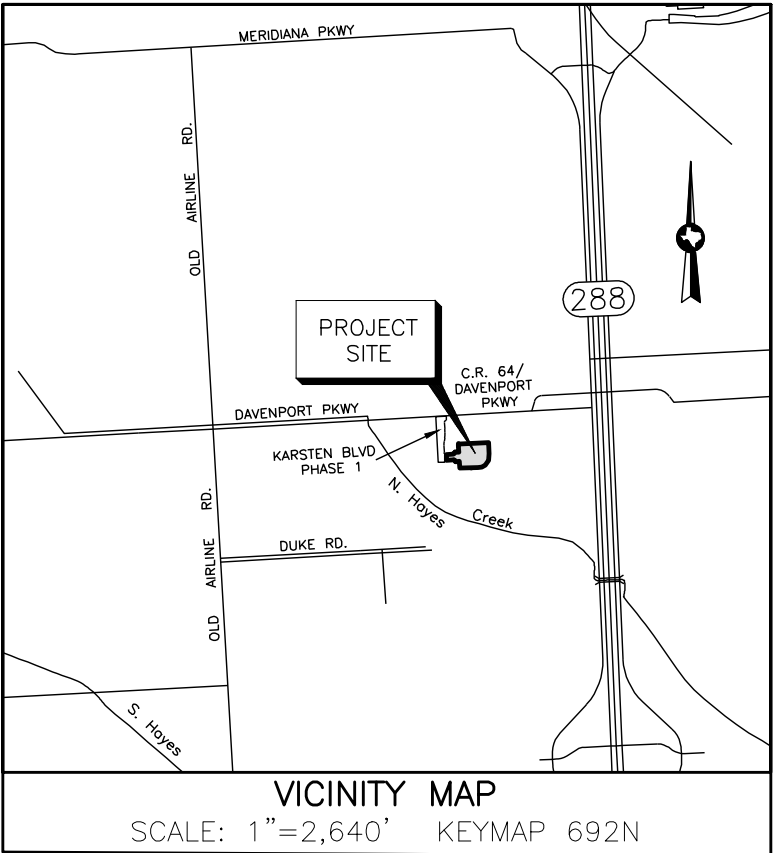 MERIDIANA PKWY
OLD AIRLINE RD.
288
PROJECT
SITE
C.R. 64/
DAVENPORT
PKWY
DAVENPORT PKWY
KARSTEN BLVD
PHASE 1
N. Hayes Creek
DUKE RD.
OLD AIRLINE RD.
S. Hayes
VICINITY MAP
SCALE: 1"=2,640' KEYMAP 692N